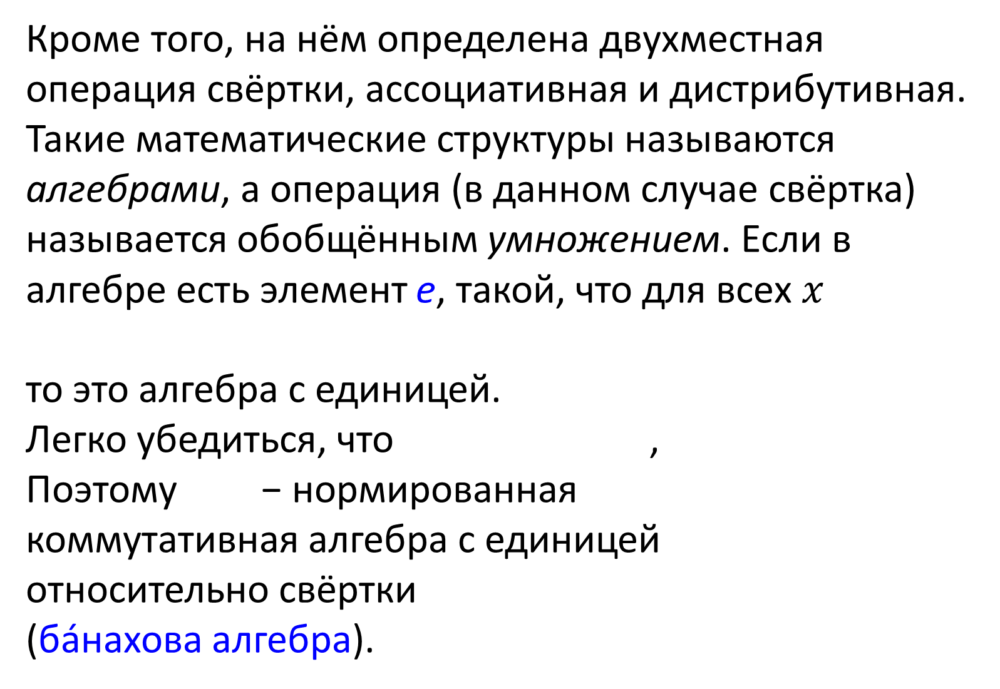 Кроме того, на нём определена двухместная
операция свёртки, ассоциативная и дистрибутивная.
Такие математические структуры называются
алгебрами, а операция (в данном случае свёртка)
называется обобщённым умножением. Если в
алгебре есть элемент e, такой, что для всех x
то это алгебра с единицей.
Легко убедиться, что ,
Поэтому – нормированная
коммутативная алгебра с единицей
относительно свёртки
(ба́нахова алгебра).